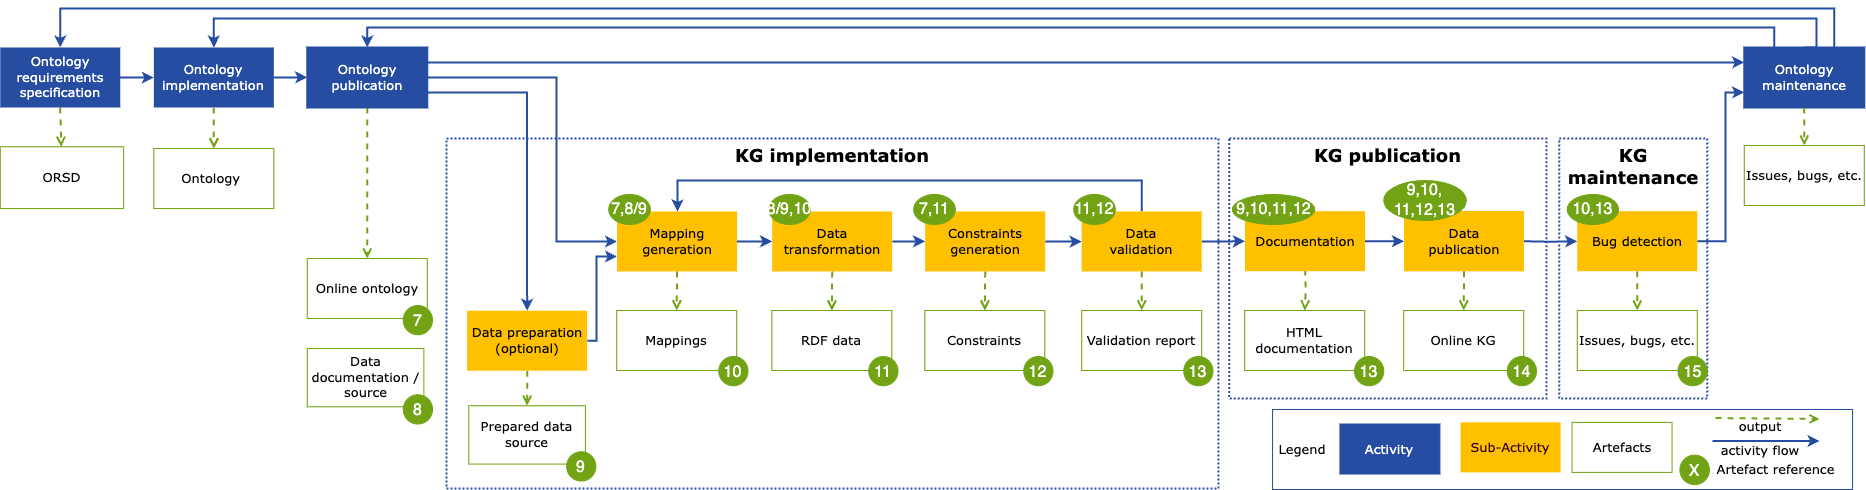 Ontology
requirements
specification
Ontology
implementation
Ontology
publication
Ontology
maintenance
ORSD
Ontology
Issues, bugs, etc.
Online ontology
7
Data
documentation /
source
8
KG implementation
7,8/9
Mapping
generation
8/9,10
Data
transformation
7,11
Constraints
generation
11,12
Data
validation
Data preparation
(optional)
Mappings
10
RDF data
11
Constraints
12
Validation report
13
Prepared data
source
9
KG publication
9,10,11,12
Documentation
9,10,
11,12,13
Data
publication
HTML
documentation
13
Online KG
14
KG
maintenance
10,13
Bug detection
Issues, bugs, etc.
15
Legend
Activity
Sub-Activity
Artefacts
output
activity flow
X
Artefact reference